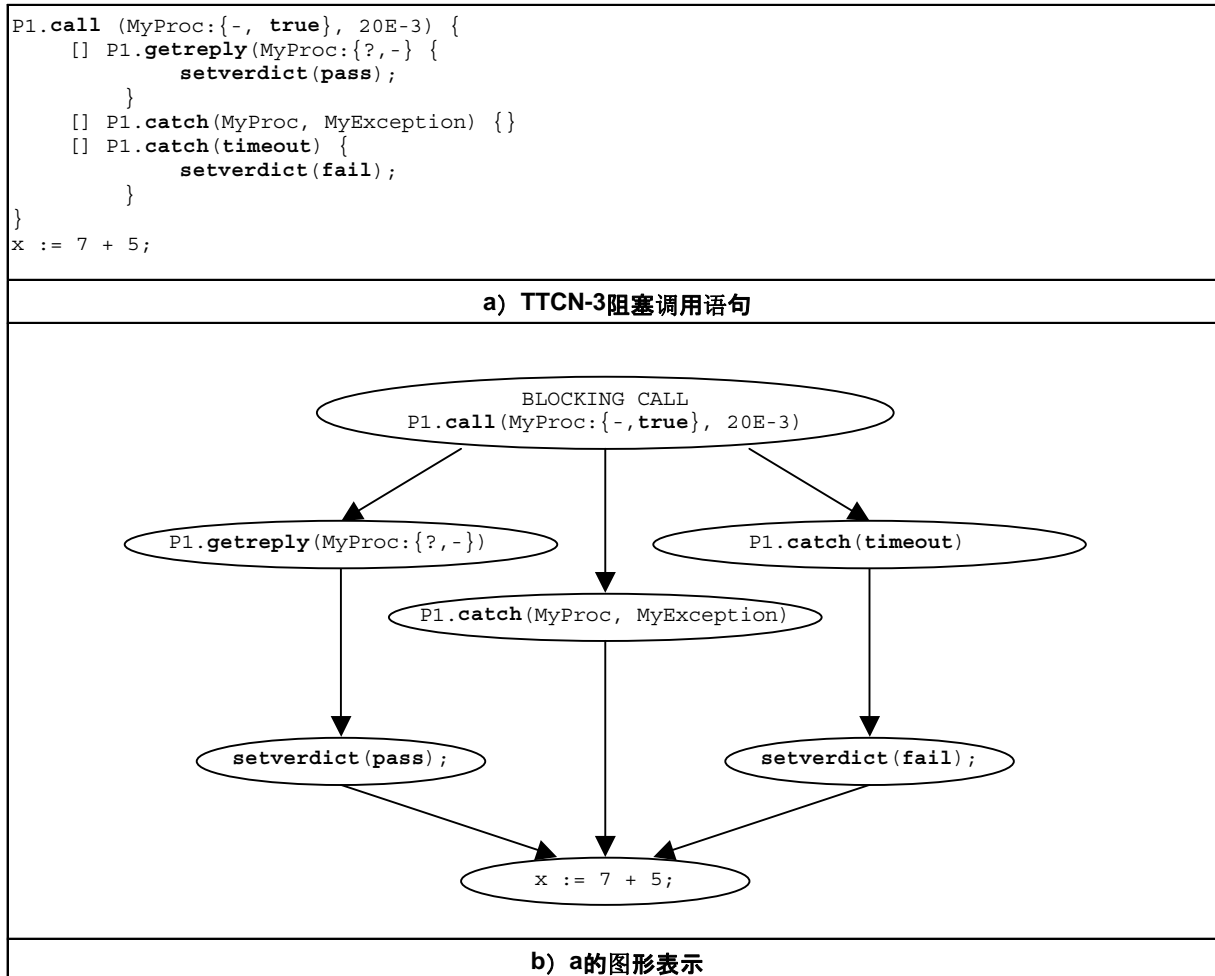 P1.call (MyProc:{-, true}, 20E-3) {
[] P1.getreply(MyProc:{?,-} {
setverdict(pass);
}
[] P1.catch(MyProc, MyException) {}
[] P1.catch(timeout) {
setverdict(fail);
}
}
x := 7 + 5;
a）TTCN-3阻塞调用语句
BLOCKING CALL
P1.call(MyProc:{-,true}, 20E-3)
P1.getreply(MyProc:{?,-})
P1.catch(timeout)
P1.catch(MyProc, MyException)
setverdict(pass);
setverdict(fail);
x := 7 + 5;
b）a的图形表示